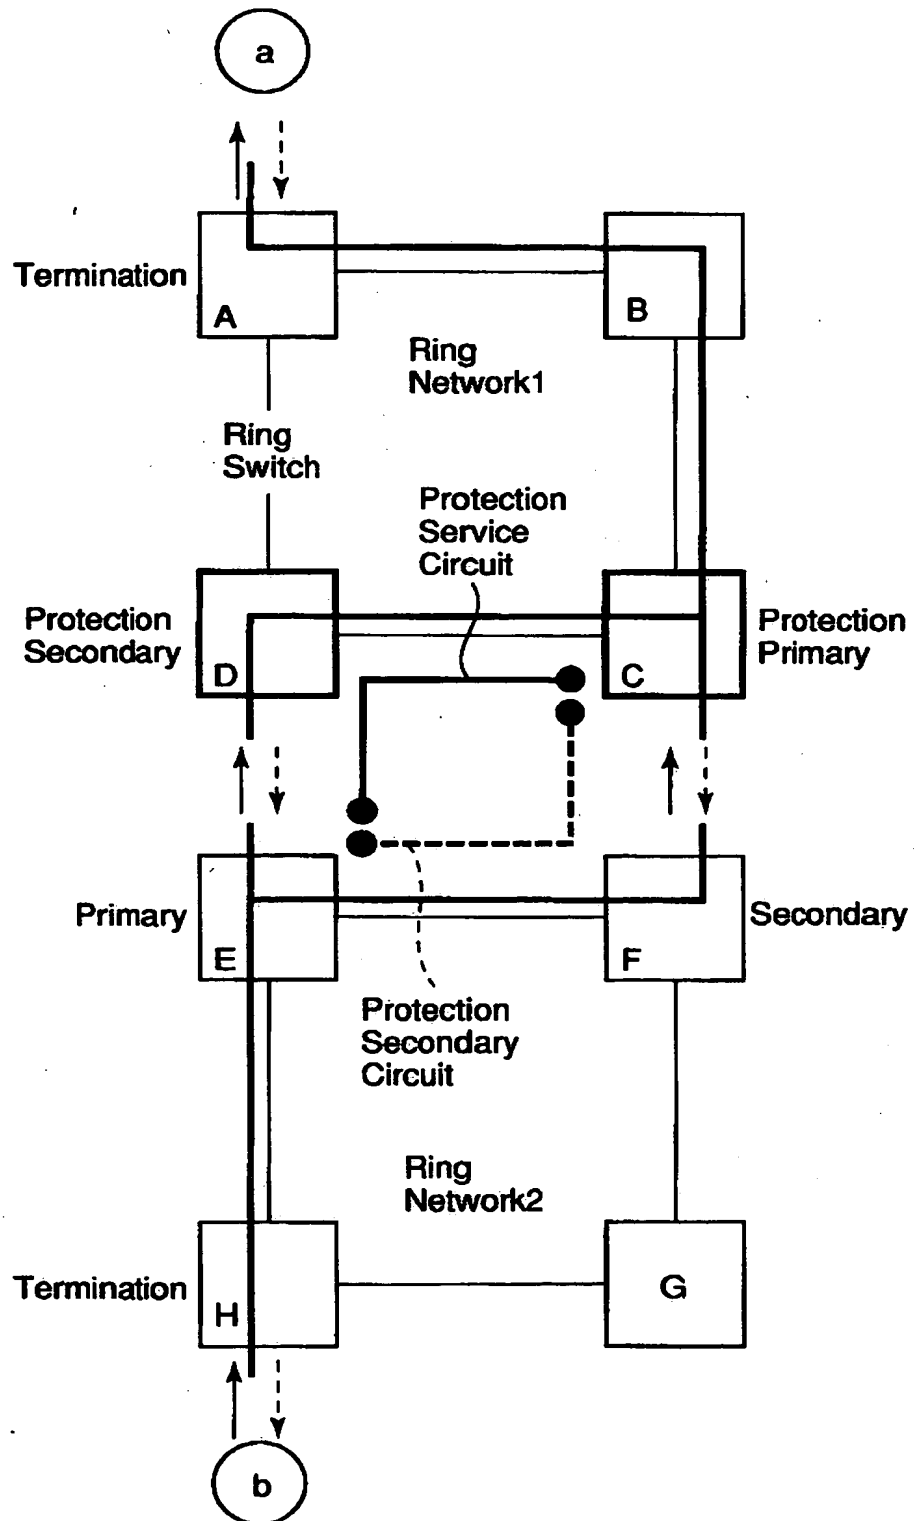 a
Termination
A
B
Ring
Network1
Ring
Switch
Protection
Service
Circuit
Protection
Secondary
D
C
Protection
Primary
Primary
E
F
Secondary
Protection
Secondary
Circuit
Ring
Network2
Termination
H
G
b